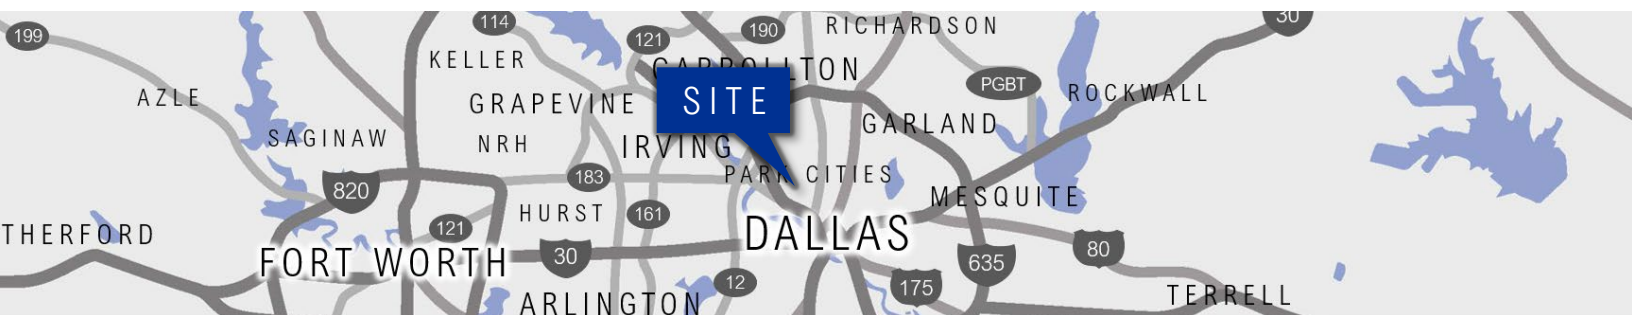 30
114
199
RICHARDSON
190
121
KELLER
CARROLLTON
PGBT
ROCKWALL
AZLE
GRAPEVINE
SITE
GARLAND
SAGINAW
NRH
IRVING
PARK CITIES
183
820
MESQUITE
HURST
161
121
THERFORD
DALLAS
80
30
635
FORT WORTH
12
175
TERRELL
ARLINGTON